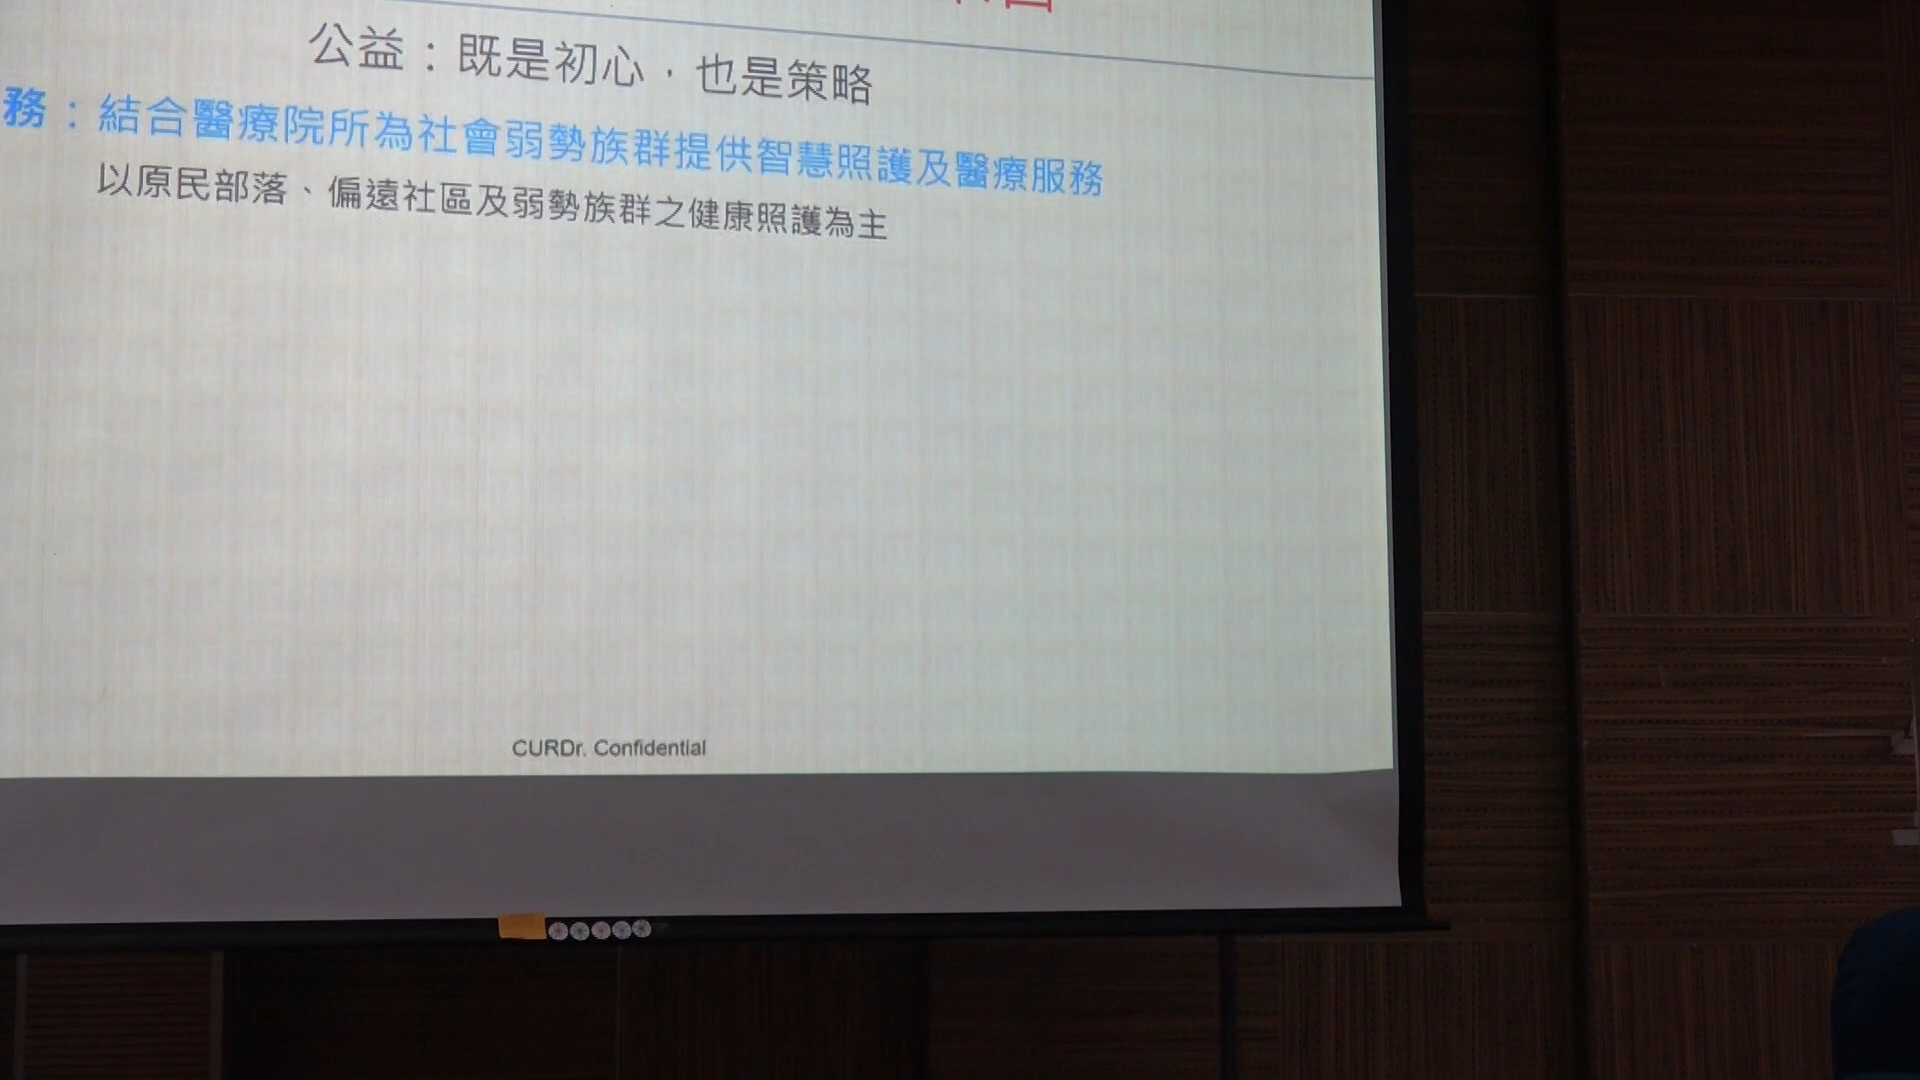 公益：既是初心，也是策略
務：結合醫療院所為社會弱勢族群提供智慧照護及醫療服務
以原民部落、偏遠社區及弱勢族群之健康照護為主
CURDr. Confidential